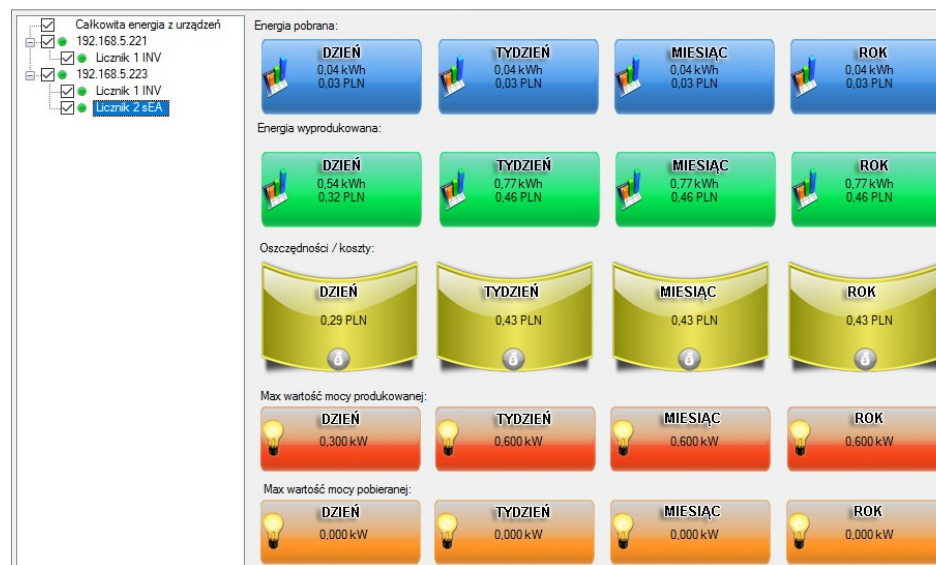 Całkowita energia z urządzeń
192.168.5.221
Licznik 1 INV
192.168.5.223
Licznik 1 INV
Licznik 2 sEA
Energia pobrana:
DZIEŃ
0,04 kWh
0,03 PLN
TYDZIEŃ
0,04 kWh
0,03 PLN
MIESIĄC
0,04 kWh
0,03 PLN
ROK
0,04 kWh
0,03 PLN
Energia wyprodukowana:
DZIEŃ
0,54 kWh
0,32 PLN
TYDZIEŃ
0,77 kWh
0,46 PLN
MIESIĄC
0,77 kWh
0,46 PLN
ROK
0,77 kWh
0,46 PLN
Oszczędności / koszty:
DZIEŃ
0,29 PLN
TYDZIEŃ
0,43 PLN
MIESIĄC
0,43 PLN
ROK
0,43 PLN
Max wartość mocy produkowanej:
DZIEŃ
0,300 kW
TYDZIEŃ
0,600 kW
MIESIĄC
0,600 kW
ROK
0,600 kW
Max wartość mocy pobieranej:
DZIEŃ
0,000 kW
TYDZIEŃ
0,000 kW
MIESIĄC
0,000 kW
ROK
0,000 kW